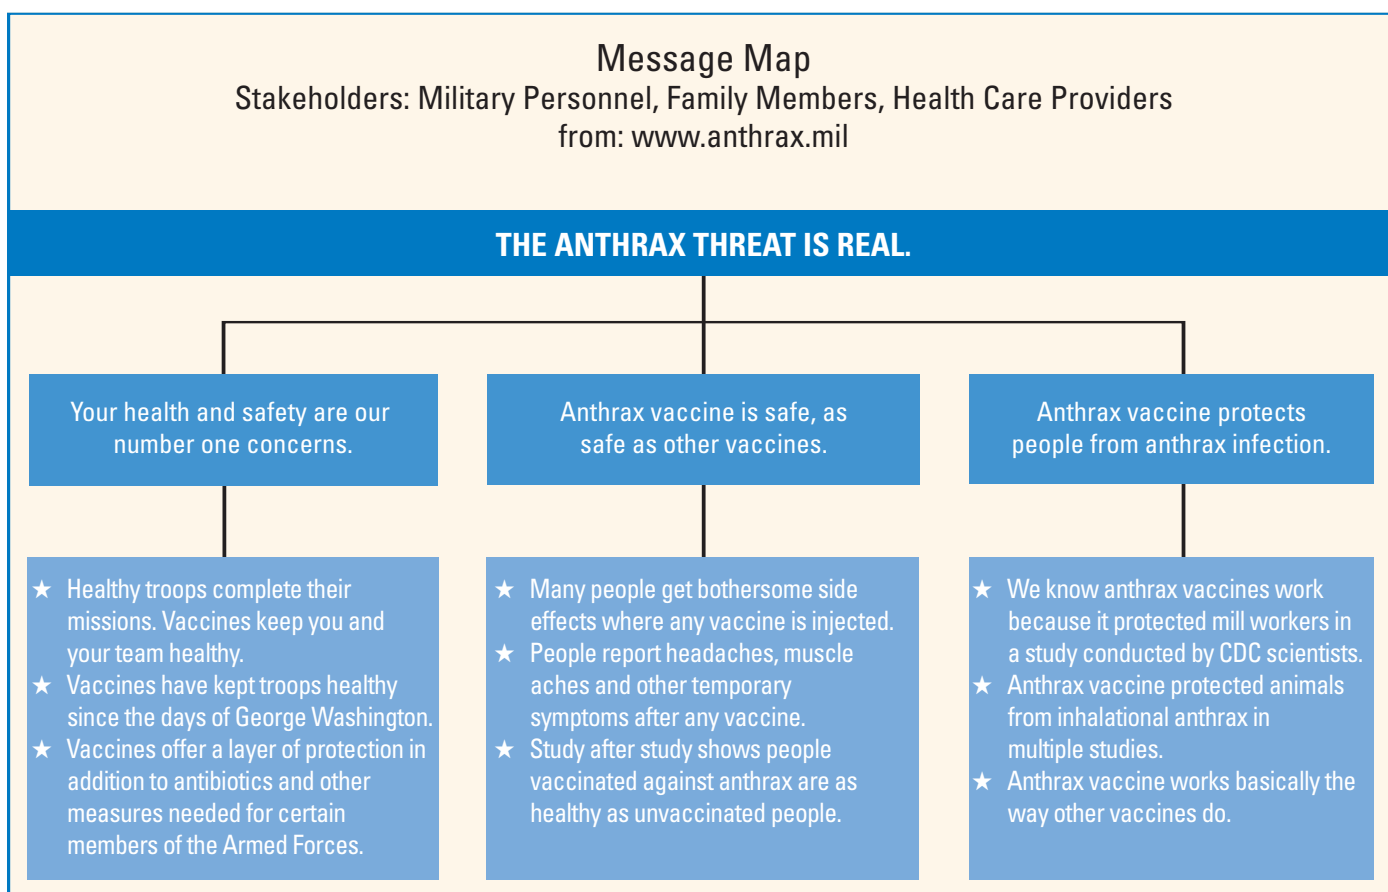 Message Map
Stakeholders: Military Personnel, Family Members, Health Care Providers
from: www.anthrax.mil
THE ANTHRAX THREAT IS REAL.
Your health and safety are our
number one concerns.
Anthrax vaccine is safe, as
safe as other vaccines.
Anthrax vaccine protects
people from anthrax infection.
★ Healthy troops complete their
missions. Vaccines keep you and
your team healthy.
★ Vaccines have kept troops healthy
since the days of George Washington.
★ Vaccines offer a layer of protection in
addition to antibiotics and other
measures needed for certain
members of the Armed Forces.
★ Many people get bothersome side
effects where any vaccine is injected.
★ People report headaches, muscle
aches and other temporary
symptoms after any vaccine.
★ Study after study shows people
vaccinated against anthrax are as
healthy as unvaccinated people.
★ We know anthrax vaccines work
because it protected mill workers in
a study conducted by CDC scientists.
★ Anthrax vaccine protected animals
from inhalational anthrax in
multiple studies.
★ Anthrax vaccine works basically the
way other vaccines do.